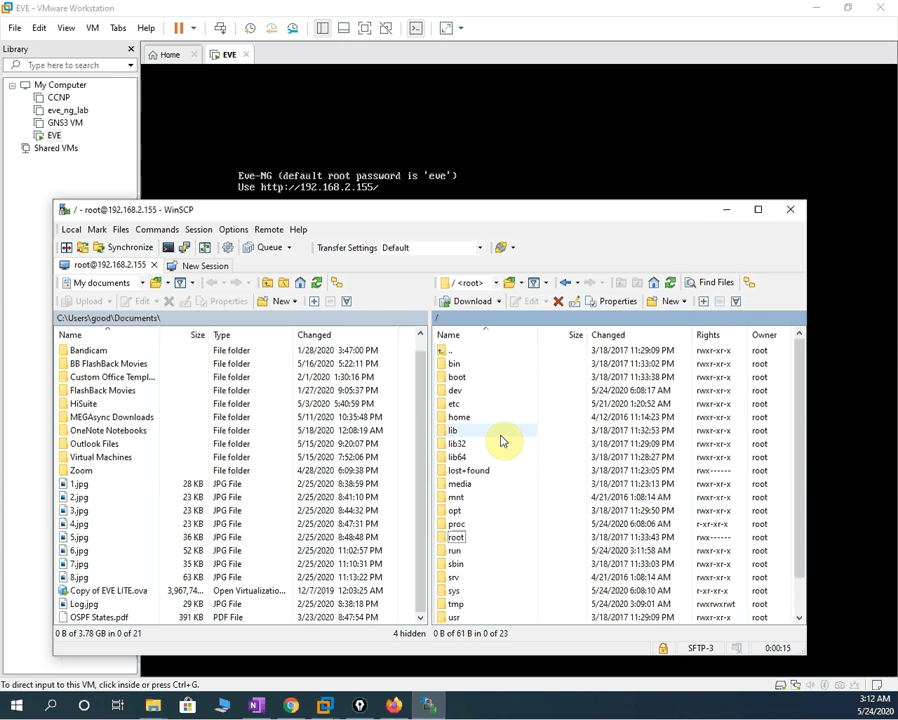 EVE - VMware Workstation
File Edit View VM Tabs Help
Library
Type here to search
My Computer
CCNP
eve_ng_lab
GNS3 VM
EVE
Shared VMs
Home
EVE
Eve-NG (default root password is 'eve')
Use http://192.168.2.155/
/ - root@192.168.2.155 - WinSCP
Local Mark Files Commands Session Options Remote Help
Synchronize Queue Transfer Settings Default
root@192.168.2.155 New Session
My documents
Upload Edit Properties New
C:\Users\good\Documents\
Name Size Type Changed
Bandicam File folder 1/28/2020 3:47:00 PM
BB FlashBack Movies File folder 5/16/2020 5:22:11 PM
Custom Office Templ... File folder 2/1/2020 1:30:16 PM
FlashBack Movies File folder 1/27/2020 9:05:37 PM
HiSuite File folder 5/3/2020 5:40:59 PM
MEGAsync Downloads File folder 5/11/2020 10:35:48 PM
OneNote Notebooks File folder 5/18/2020 12:08:19 AM
Outlook Files File folder 5/15/2020 9:20:07 PM
Virtual Machines File folder 5/15/2020 7:52:06 PM
Zoom File folder 4/28/2020 6:09:38 PM
1.jpg 28 KB JPG File 2/25/2020 8:38:59 PM
2.jpg 23 KB JPG File 2/25/2020 8:41:10 PM
3.jpg 23 KB JPG File 2/25/2020 8:44:32 PM
4.jpg 23 KB JPG File 2/25/2020 8:47:31 PM
5.jpg 36 KB JPG File 2/25/2020 8:48:48 PM
6.jpg 52 KB JPG File 2/25/2020 11:02:57 PM
7.jpg 35 KB JPG File 2/25/2020 11:10:31 PM
8.jpg 63 KB JPG File 2/25/2020 11:13:22 PM
Copy of EVE LITE.ova 3,967,74... Open Virtualizatio... 12/7/2019 12:03:25 AM
Log.jpg 29 KB JPG File 2/25/2020 8:38:18 PM
OSPF States.pdf 391 KB PDF File 3/23/2020 8:47:54 PM
0 B of 3.78 GB in 0 of 21 4 hidden
/ <root> Find Files
Download Edit Properties New
/
Name Size Changed Rights Owner
.. 3/18/2017 11:29:09 PM rwxr-xr-x root
bin 3/18/2017 11:33:02 PM rwxr-xr-x root
boot 3/18/2017 11:33:38 PM rwxr-xr-x root
dev 5/24/2020 6:08:17 AM rwxr-xr-x root
etc 5/21/2020 1:20:52 AM rwxr-xr-x root
home 4/12/2016 11:14:23 PM rwxr-xr-x root
lib 3/18/2017 11:32:53 PM rwxr-xr-x root
lib32 3/18/2017 11:29:09 PM rwxr-xr-x root
lib64 3/18/2017 11:28:27 PM rwxr-xr-x root
lost+found 3/18/2017 11:23:05 PM rwx------ root
media 3/18/2017 11:23:13 PM rwxr-xr-x root
mnt 4/21/2016 1:08:14 AM rwxr-xr-x root
opt 3/18/2017 11:29:50 PM rwxr-xr-x root
proc 5/24/2020 6:08:06 AM r-xr-xr-x root
root 3/18/2017 11:33:43 PM rwx------ root
run 5/24/2020 3:11:58 AM rwxr-xr-x root
sbin 3/18/2017 11:33:03 PM rwxr-xr-x root
srv 4/21/2016 1:08:14 AM rwxr-xr-x root
sys 5/24/2020 6:08:10 AM r-xr-xr-x root
tmp 5/24/2020 3:09:01 AM rwxrwxrwt root
usr 3/18/2017 11:29:09 PM rwxr-xr-x root
0 B of 61 B in 0 of 23
SFTP-3 0:00:15
To direct input to this VM, click inside or press Ctrl+G.
3:12 AM
5/24/2020